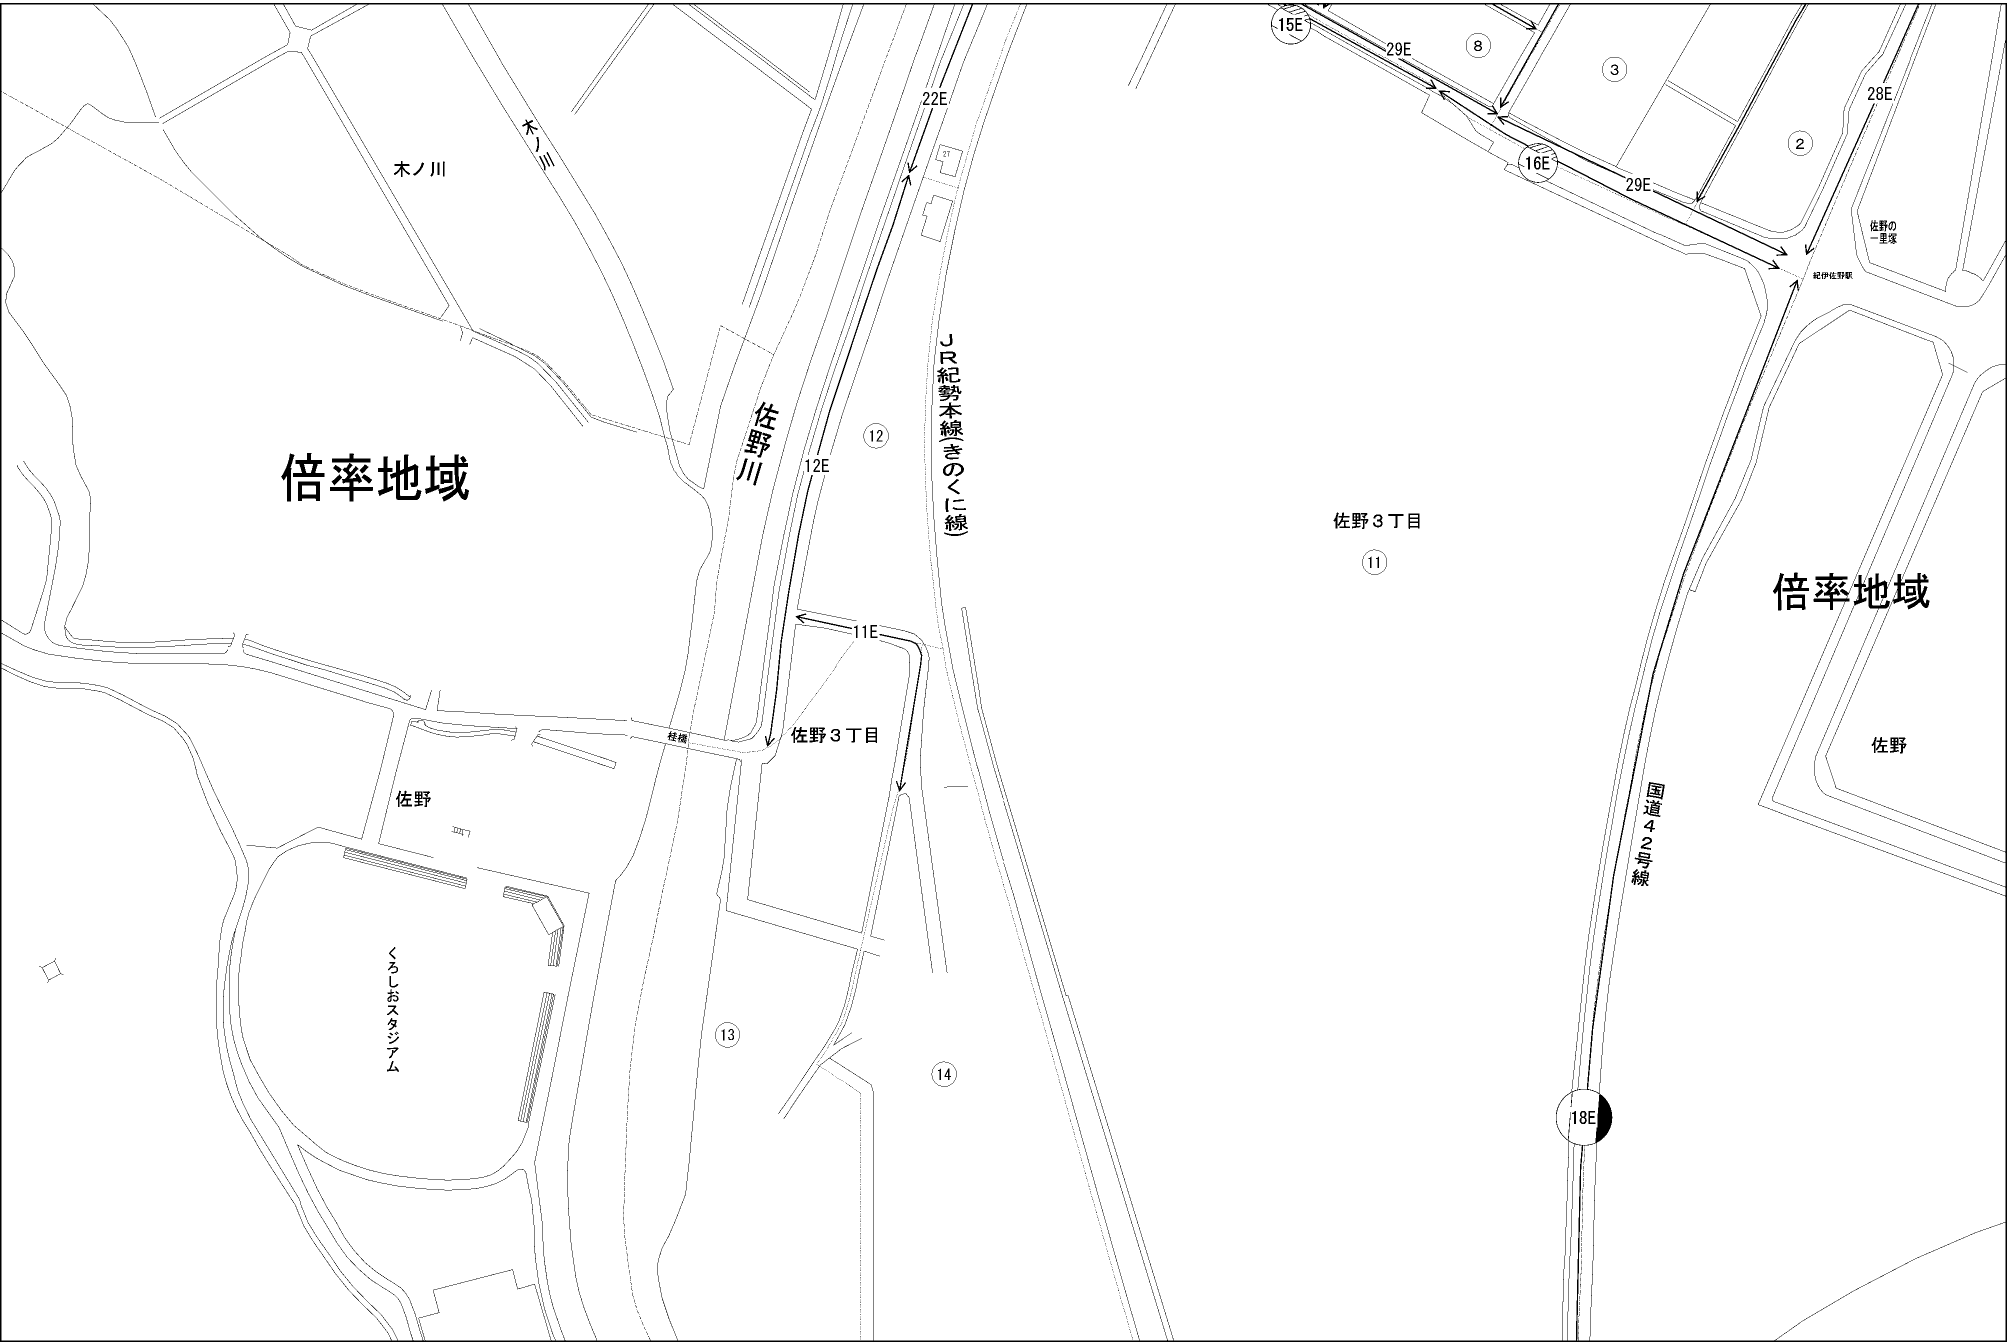 15E
29E
8
3
22E
28E
木ノ川
2
木ノ川
27
16E
29E
佐野の
一里塚
紀伊佐野駅
JR紀勢本線(きのくに線)
佐野川
12
12E
倍率地域
佐野3丁目
11
倍率地域
11E
桂橋
佐野3丁目
佐野
佐野
国道42号線
くろしおスタジアム
13
14
18E